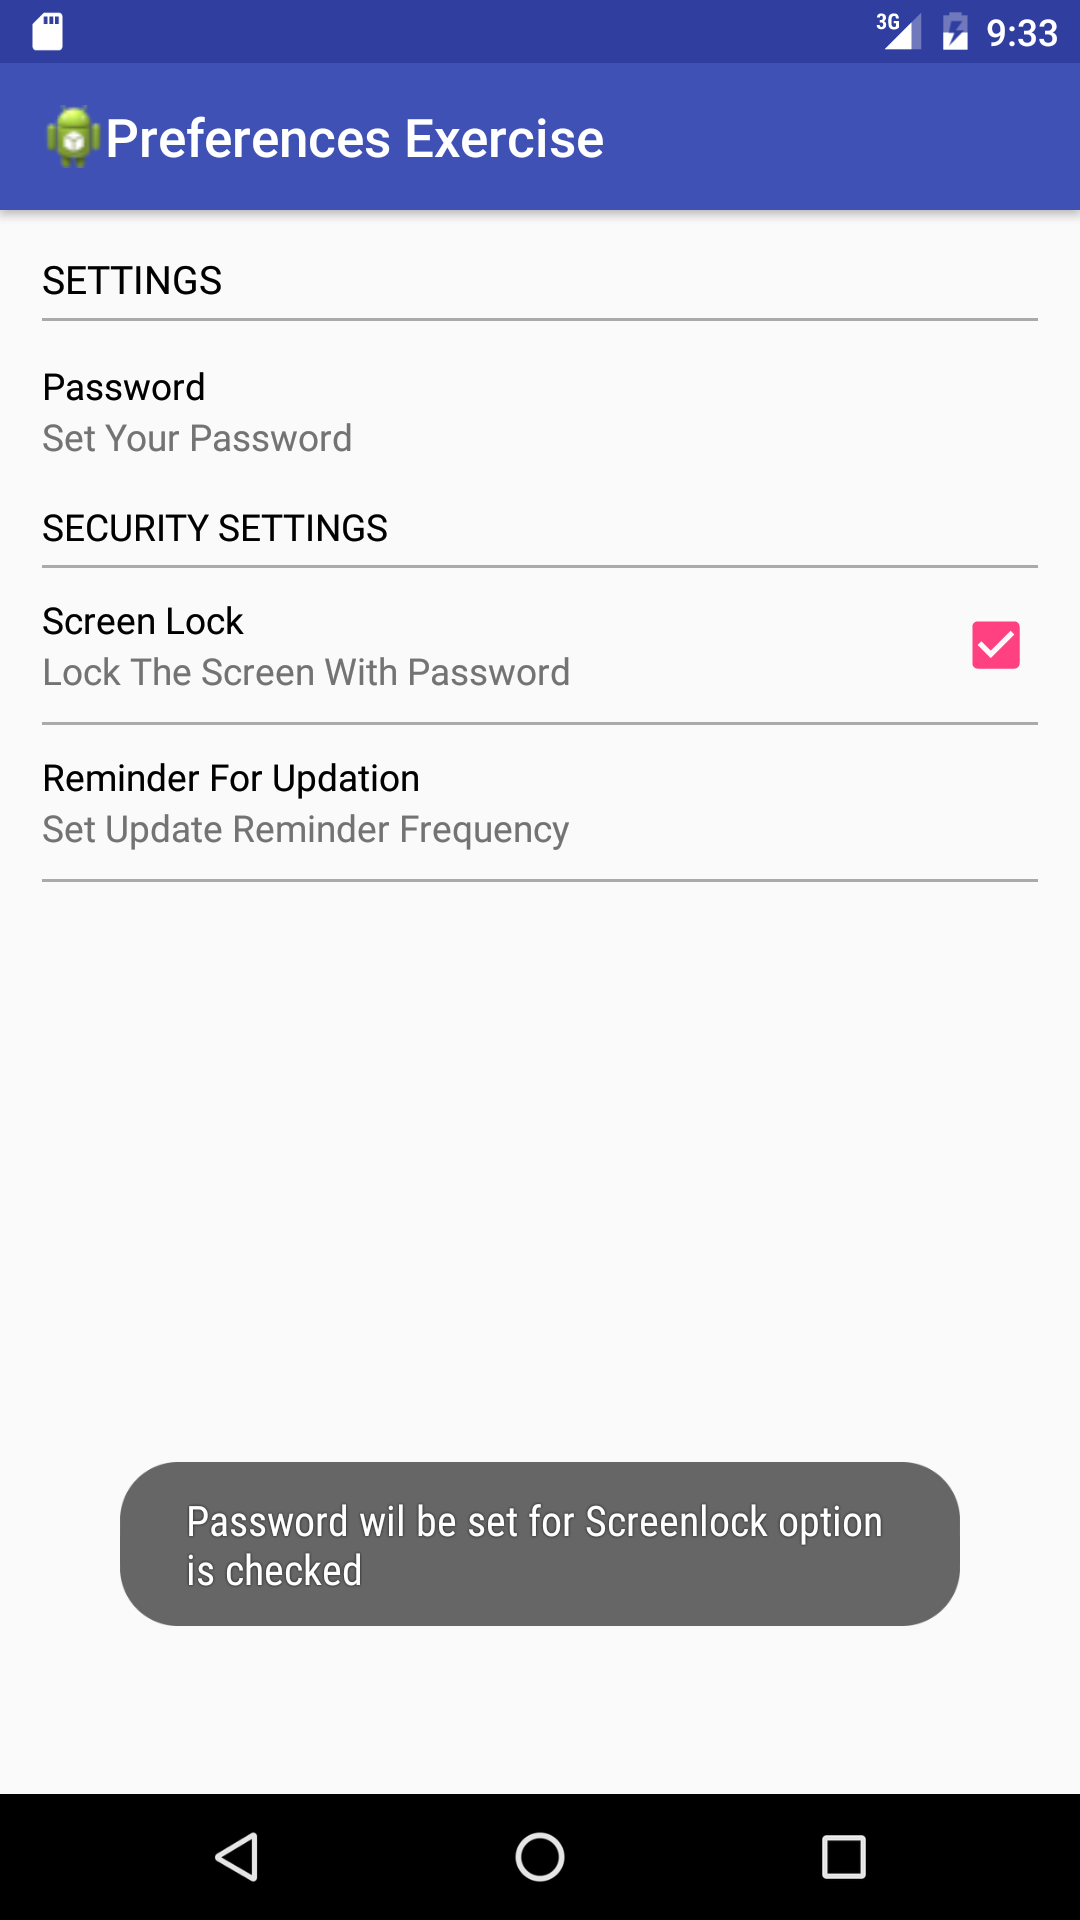 3G 9:33
Preferences Exercise
SETTINGS
Password
Set Your Password
SECURITY SETTINGS
Screen Lock
Lock The Screen With Password
Reminder For Updation
Set Update Reminder Frequency
Password wil be set for Screenlock option
is checked